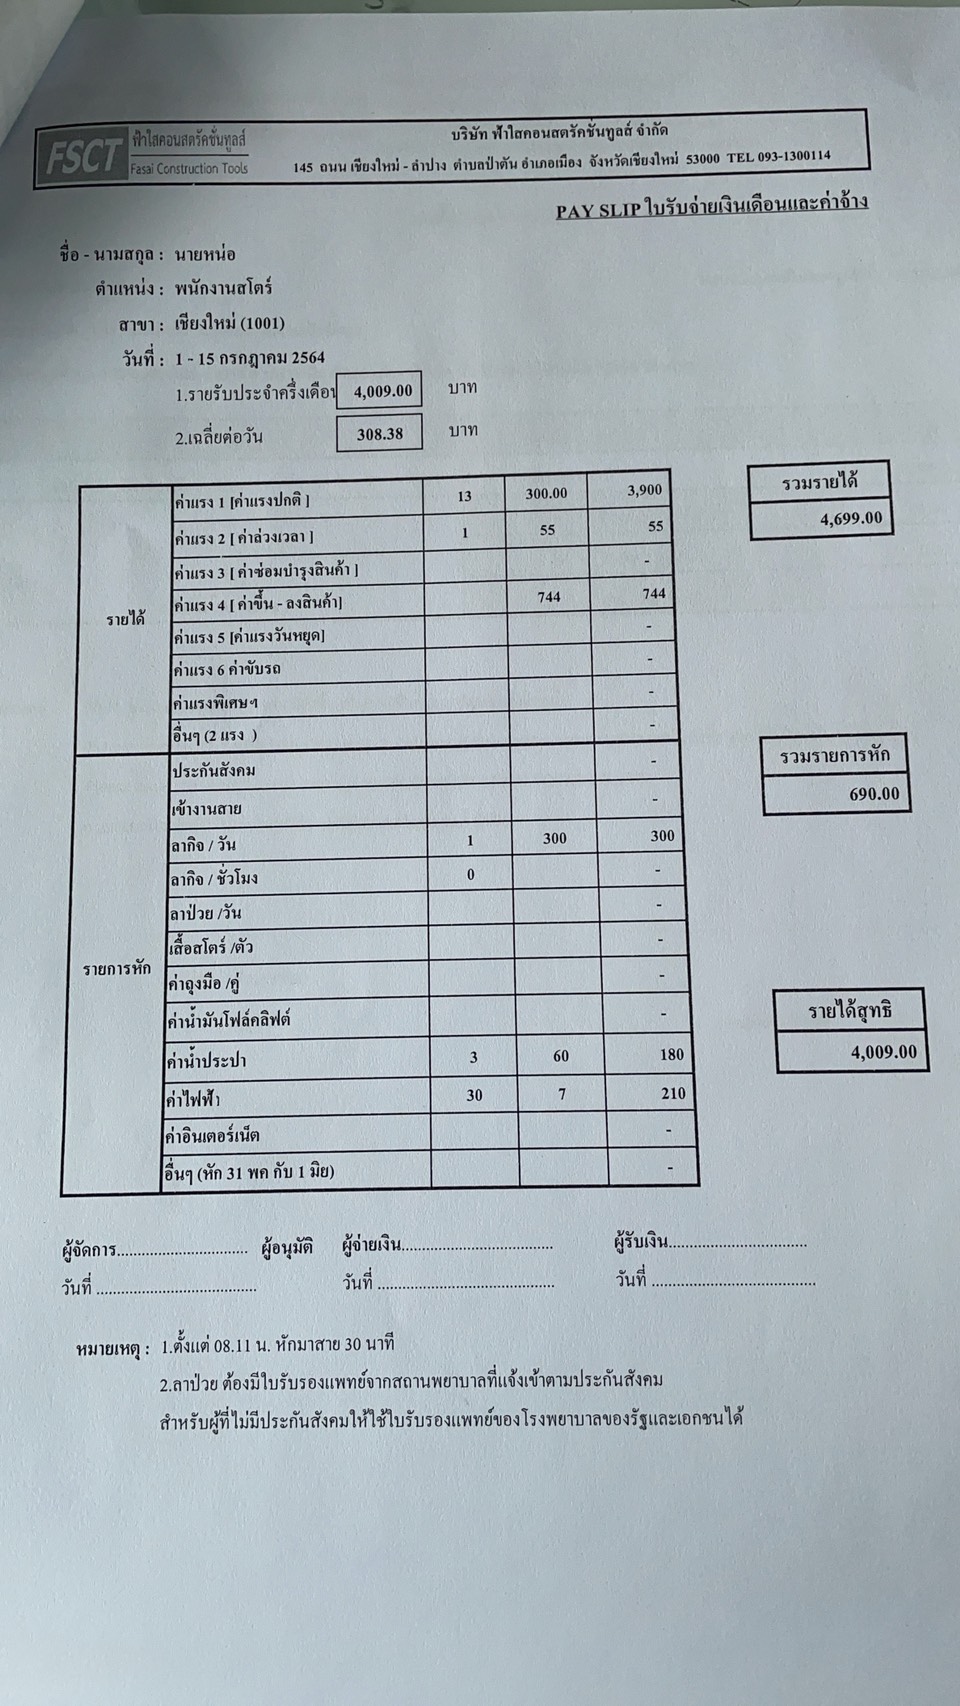 FSCT ฟ้าใสคอนสตรัคชั่นทูลส์
Fasai Construction Tools
บริษัท ฟ้าใสคอนสตรัคชั่นทูลส์ จำกัด
145 ถนน เชียงใหม่ - ลำปาง ตำบลป่าตัน อำเภอเมือง จังหวัดเชียงใหม่ 53000 TEL 093-1300114
PAY SLIP ใบรับจ่ายเงินเดือนและค่าจ้าง
ชื่อ - นามสกุล : นายหน่อ
ตำแหน่ง : พนักงานสโตร์
สาขา : เชียงใหม่ (1001)
วันที่ : 1 - 15 กรกฎาคม 2564
1.รายรับประจำครึ่งเดือน 4,009.00 บาท
2.เฉลี่ยต่อวัน 308.38 บาท
รายได้
ค่าแรง 1 [ค่าแรงปกติ ] 13 300.00 3,900
ค่าแรง 2 [ ค่าล่วงเวลา ] 1 55 55
ค่าแรง 3 [ ค่าซ่อมบำรุงสินค้า ] -
ค่าแรง 4 [ ค่าขึ้น - ลงสินค้า] 744 744
ค่าแรง 5 [ค่าแรงวันหยุด] -
ค่าแรง 6 ค่าขับรถ -
ค่าแรงพิเศษฯ -
อื่นๆ (2 แรง ) -
รวมรายได้
4,699.00
รายการหัก
ประกันสังคม -
เข้างานสาย -
ลากิจ / วัน 1 300 300
ลากิจ / ชั่วโมง 0 -
ลาป่วย /วัน -
เสื้อสโตร์ /ตัว -
ค่าถุงมือ /คู่ -
ค่าน้ำมันโฟล์คลิฟต์ -
ค่าน้ำประปา 3 60 180
ค่าไฟฟ้า 30 7 210
ค่าอินเตอร์เน็ต -
อื่นๆ (หัก 31 พค กับ 1 มิย) -
รวมรายการหัก
690.00
รายได้สุทธิ
4,009.00
ผู้จัดการ............................... ผู้อนุมัติ ผู้จ่ายเงิน..................................... ผู้รับเงิน.................................
วันที่ ....................................... วันที่ ........................................... วันที่ ........................................
หมายเหตุ : 1.ตั้งแต่ 08.11 น. หักมาสาย 30 นาที
2.ลาป่วย ต้องมีใบรับรองแพทย์จากสถานพยาบาลที่แจ้งเข้าตามประกันสังคม
สำหรับผู้ที่ไม่มีประกันสังคมให้ใช้ใบรับรองแพทย์ของโรงพยาบาลของรัฐและเอกชนได้